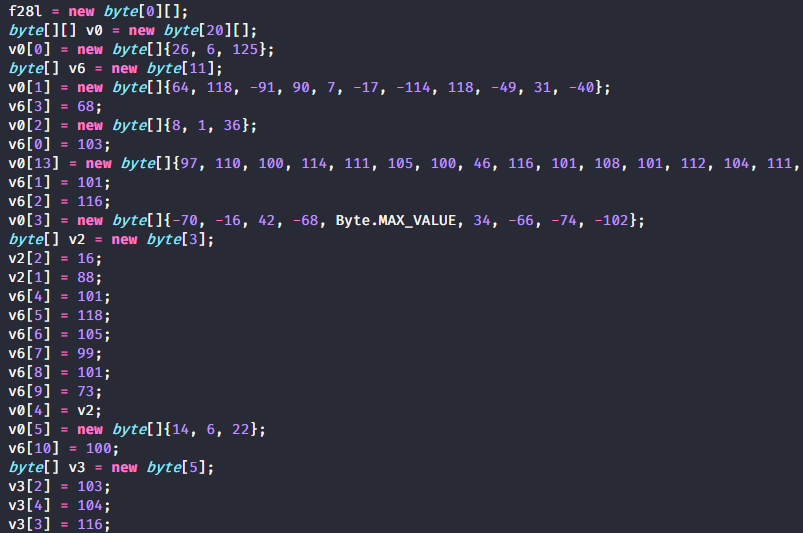 f28l = new byte[0][];
byte[][] v0 = new byte[20][];
v0[0] = new byte[]{26, 6, 125};
byte[] v6 = new byte[11];
v0[1] = new byte[]{64, 118, -91, 90, 7, -17, -114, 118, -49, 31, -40};
v6[3] = 68;
v0[2] = new byte[]{8, 1, 36};
v6[0] = 103;
v0[13] = new byte[]{97, 110, 100, 114, 111, 105, 100, 46, 116, 101, 108, 101, 112, 104, 111,
v6[1] = 101;
v6[2] = 116;
v0[3] = new byte[]{-70, -16, 42, -68, Byte.MAX_VALUE, 34, -66, -74, -102};
byte[] v2 = new byte[3];
v2[2] = 16;
v2[1] = 88;
v6[4] = 101;
v6[5] = 118;
v6[6] = 105;
v6[7] = 99;
v6[8] = 101;
v6[9] = 73;
v0[4] = v2;
v0[5] = new byte[]{14, 6, 22};
v6[10] = 100;
byte[] v3 = new byte[5];
v3[2] = 103;
v3[4] = 104;
v3[3] = 116;